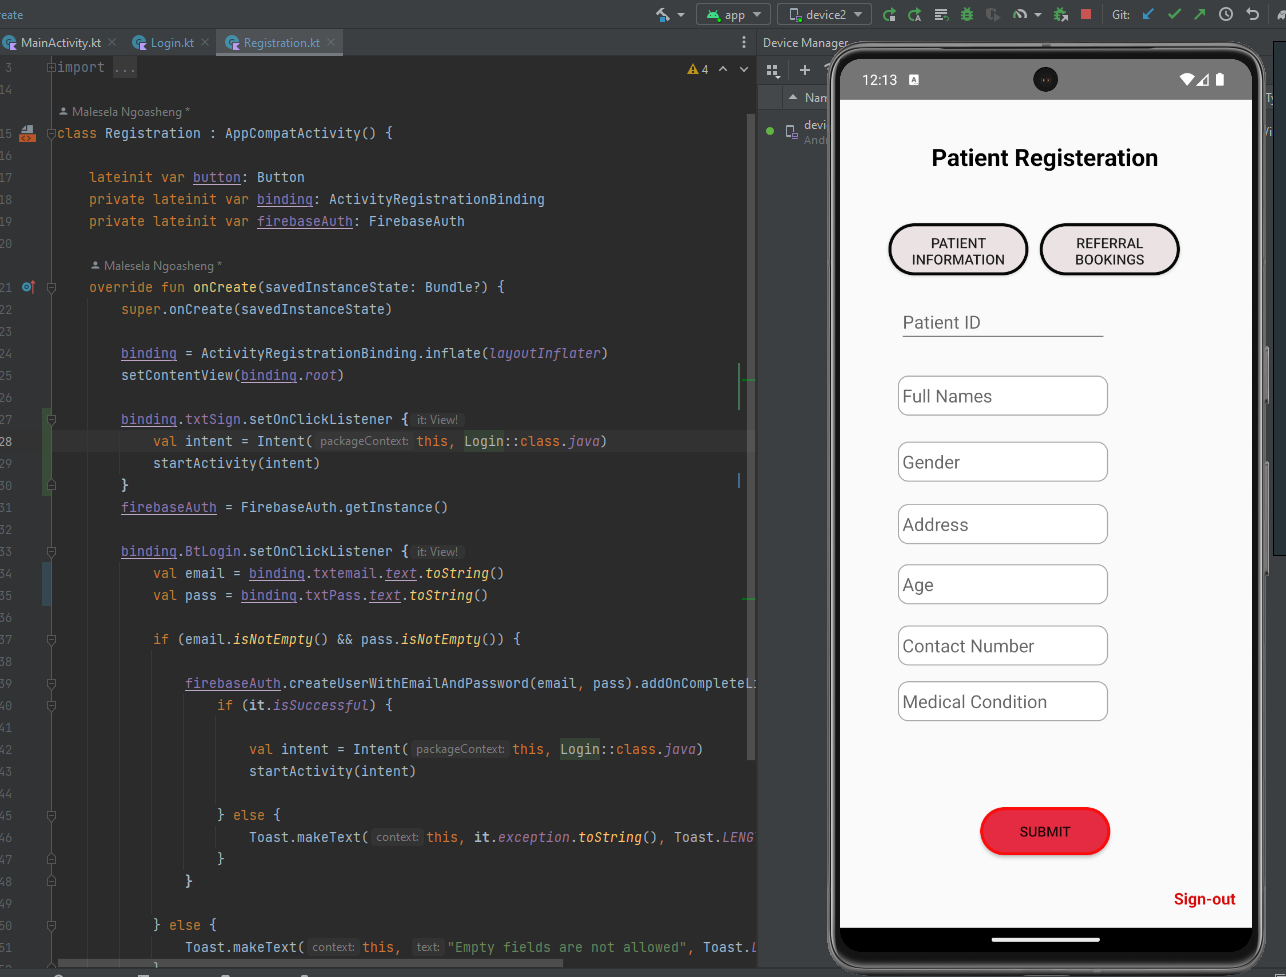 reate
app
device2
Git:
MainActivity.kt
Login.kt
Registration.kt
Device Manager
3 import ...
4
14
Malesela Ngoasheng *
15 class Registration : AppCompatActivity() {
16
17 lateinit var button: Button
18 private lateinit var binding: ActivityRegistrationBinding
19 private lateinit var firebaseAuth: FirebaseAuth
20
Malesela Ngoasheng *
21 override fun onCreate(savedInstanceState: Bundle?) {
22 super.onCreate(savedInstanceState)
23
24 binding = ActivityRegistrationBinding.inflate(layoutInflater)
25 setContentView(binding.root)
26
27 binding.txtSign.setOnClickListener { it: View!
28 val intent = Intent( packageContext: this, Login::class.java)
29 startActivity(intent)
30 }
31 firebaseAuth = FirebaseAuth.getInstance()
32
33 binding.BtLogin.setOnClickListener { it: View!
34 val email = binding.txtemail.text.toString()
35 val pass = binding.txtPass.text.toString()
36
37 if (email.isNotEmpty() && pass.isNotEmpty()) {
38
39 firebaseAuth.createUserWithEmailAndPassword(email, pass).addOnCompleteLi
40 if (it.isSuccessful) {
41
42 val intent = Intent( packageContext: this, Login::class.java)
43 startActivity(intent)
44
45 } else {
46 Toast.makeText( context: this, it.exception.toString(), Toast.LENG
47 }
48 }
49
50 } else {
51 Toast.makeText( context: this, text: "Empty fields are not allowed", Toast.L
}
Nam
Ty
devi
Andr
12:13 A
Patient Registeration
PATIENT
INFORMATION
REFERRAL
BOOKINGS
Patient ID
Full Names
Gender
Address
Age
Contact Number
Medical Condition
SUBMIT
Sign-out